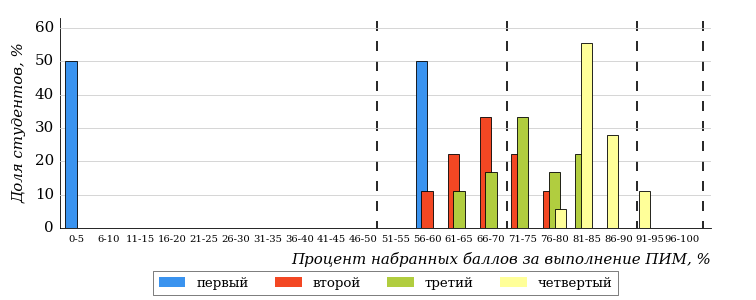 60
50
40
30
20
10
0
Доля студентов, %
0-5 6-10 11-15 16-20 21-25 26-30 31-35 36-40 41-45 46-50 51-55 56-60 61-65 66-70 71-75 76-80 81-85 86-90 91-95 96-100
Процент набранных баллов за выполнение ПИМ, %
первый второй третий четвертый